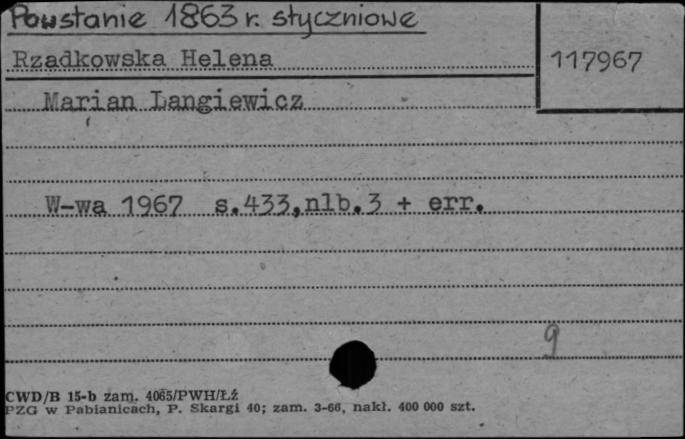 Powstanie 1863 r. styczniowe
Rzadkowska Helena
117967
Marian Langiewicz
W-wa 1967 s.433,nlb.3 + err.
g
CWD/B 15-b zam. 4065/PWH/ŁŹ
PZG w Pabianicach, P. Skargi 40; zam. 3-66, nakł. 400 000 szt.